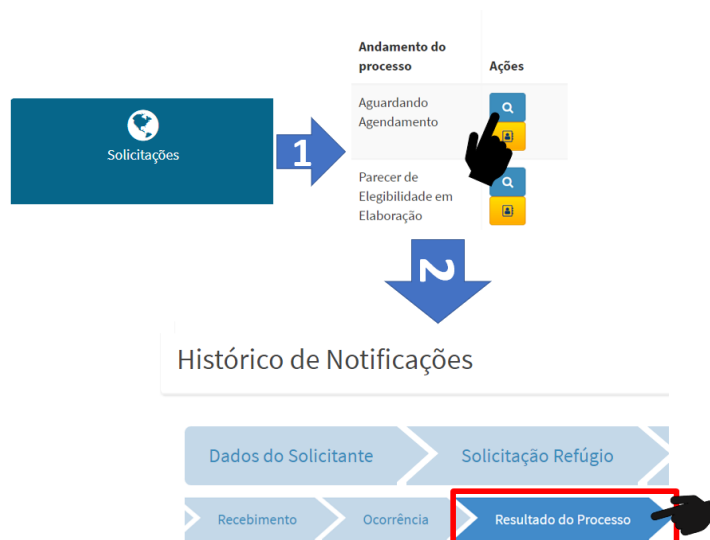 Andamento do
processo
Ações
Solicitações
1
Aguardando
Agendamento
Parecer de
Elegibilidade em
Elaboração
2
Histórico de Notificações
Dados do Solicitante
Solicitação Refúgio
Recebimento
Ocorrência
Resultado do Processo